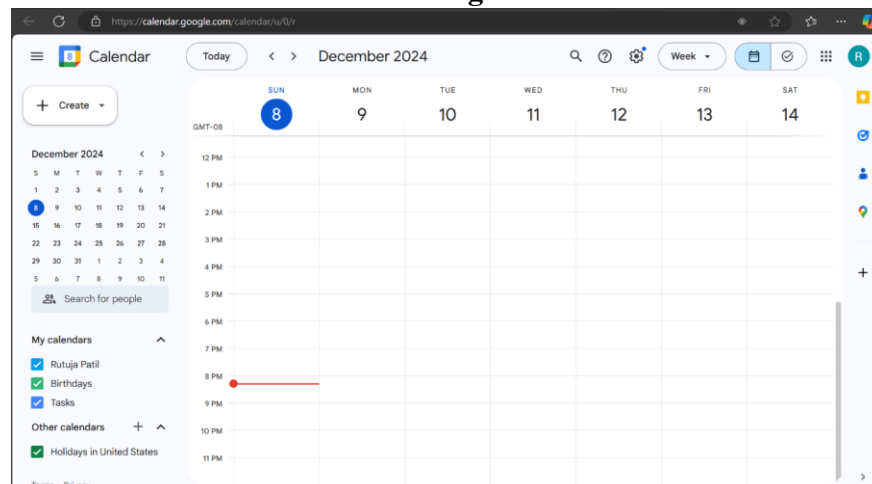 https://calendar.google.com/calendar/u/0/r
8 Calendar Today December 2024 Week R
Create
SUN MON TUE WED THU FRI SAT
8 9 10 11 12 13 14
GMT-08
December 2024
S M T W T F S
1 2 3 4 5 6 7
8 9 10 11 12 13 14
15 16 17 18 19 20 21
22 23 24 25 26 27 28
29 30 31 1 2 3 4
5 6 7 8 9 10 11
Search for people
My calendars
Rutuja Patil
Birthdays
Tasks
Other calendars
Holidays in United States
12 PM
1 PM
2 PM
3 PM
4 PM
5 PM
6 PM
7 PM
8 PM
9 PM
10 PM
11 PM